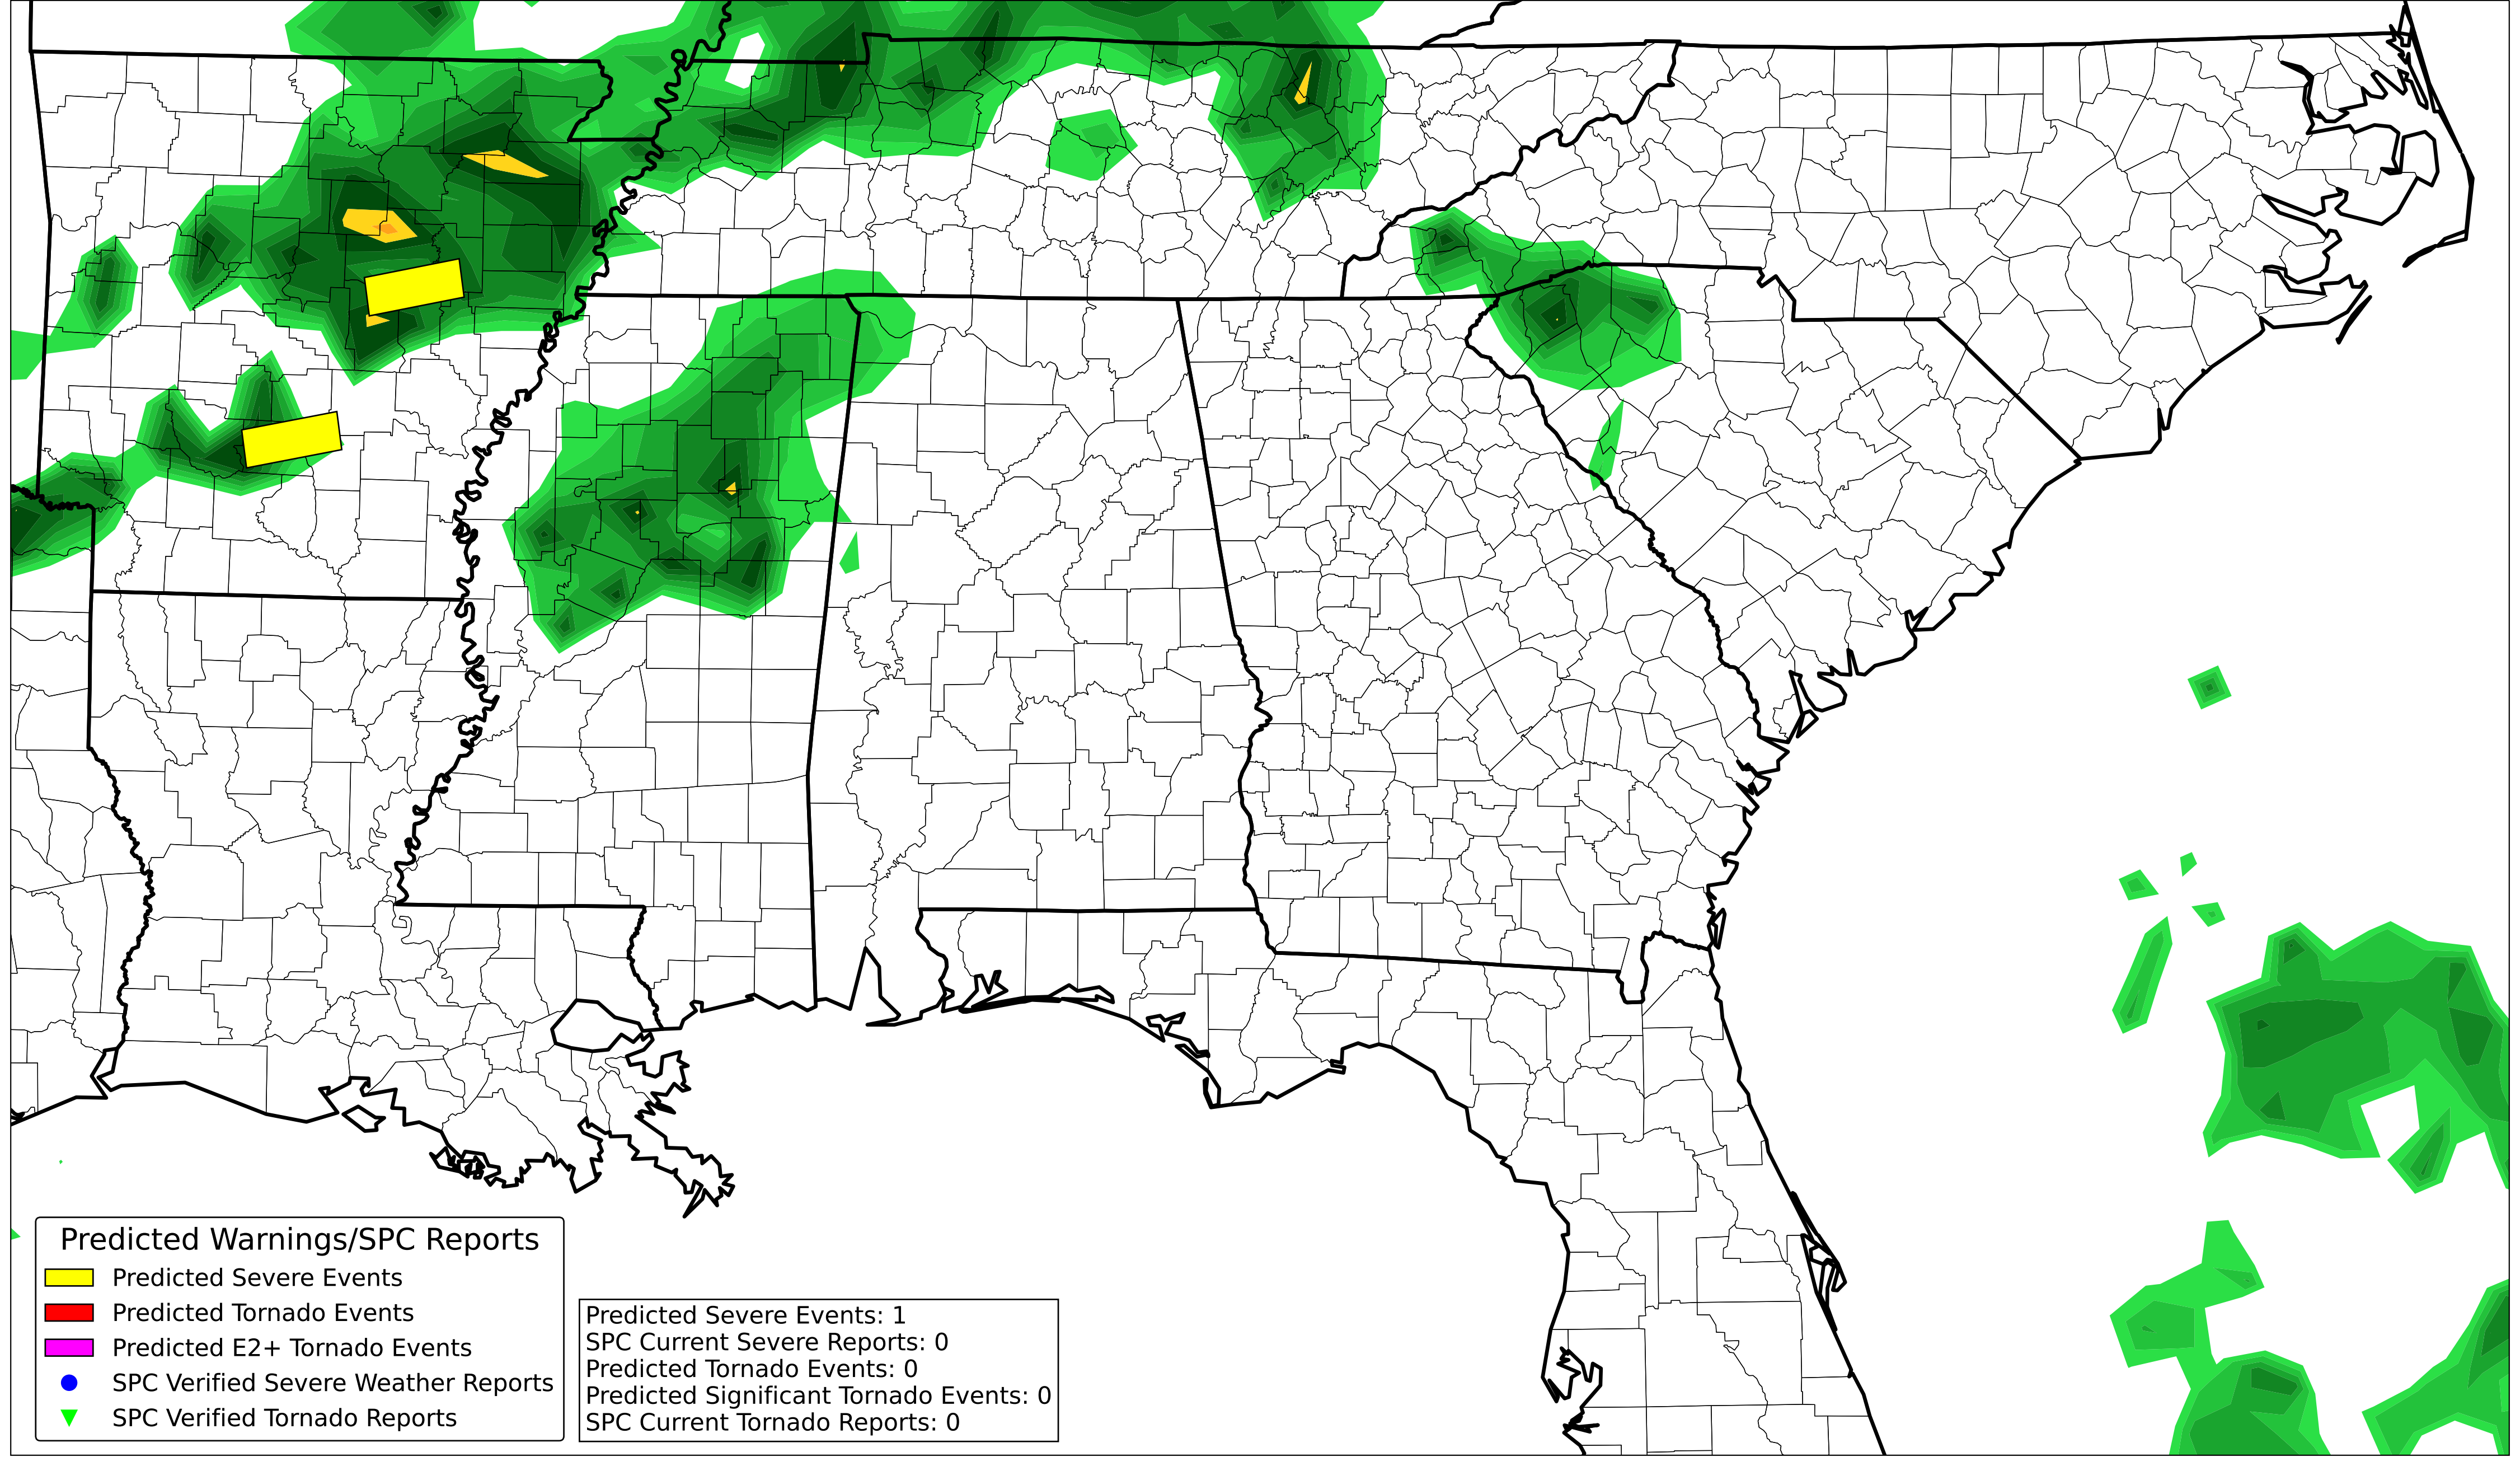 Predicted Warnings/SPC Reports
Predicted Severe Events
Predicted Tornado Events
Predicted E2+ Tornado Events
SPC Verified Severe Weather Reports
SPC Verified Tornado Reports
Predicted Severe Events: 1
SPC Current Severe Reports: 0
Predicted Tornado Events: 0
Predicted Significant Tornado Events: 0
SPC Current Tornado Reports: 0